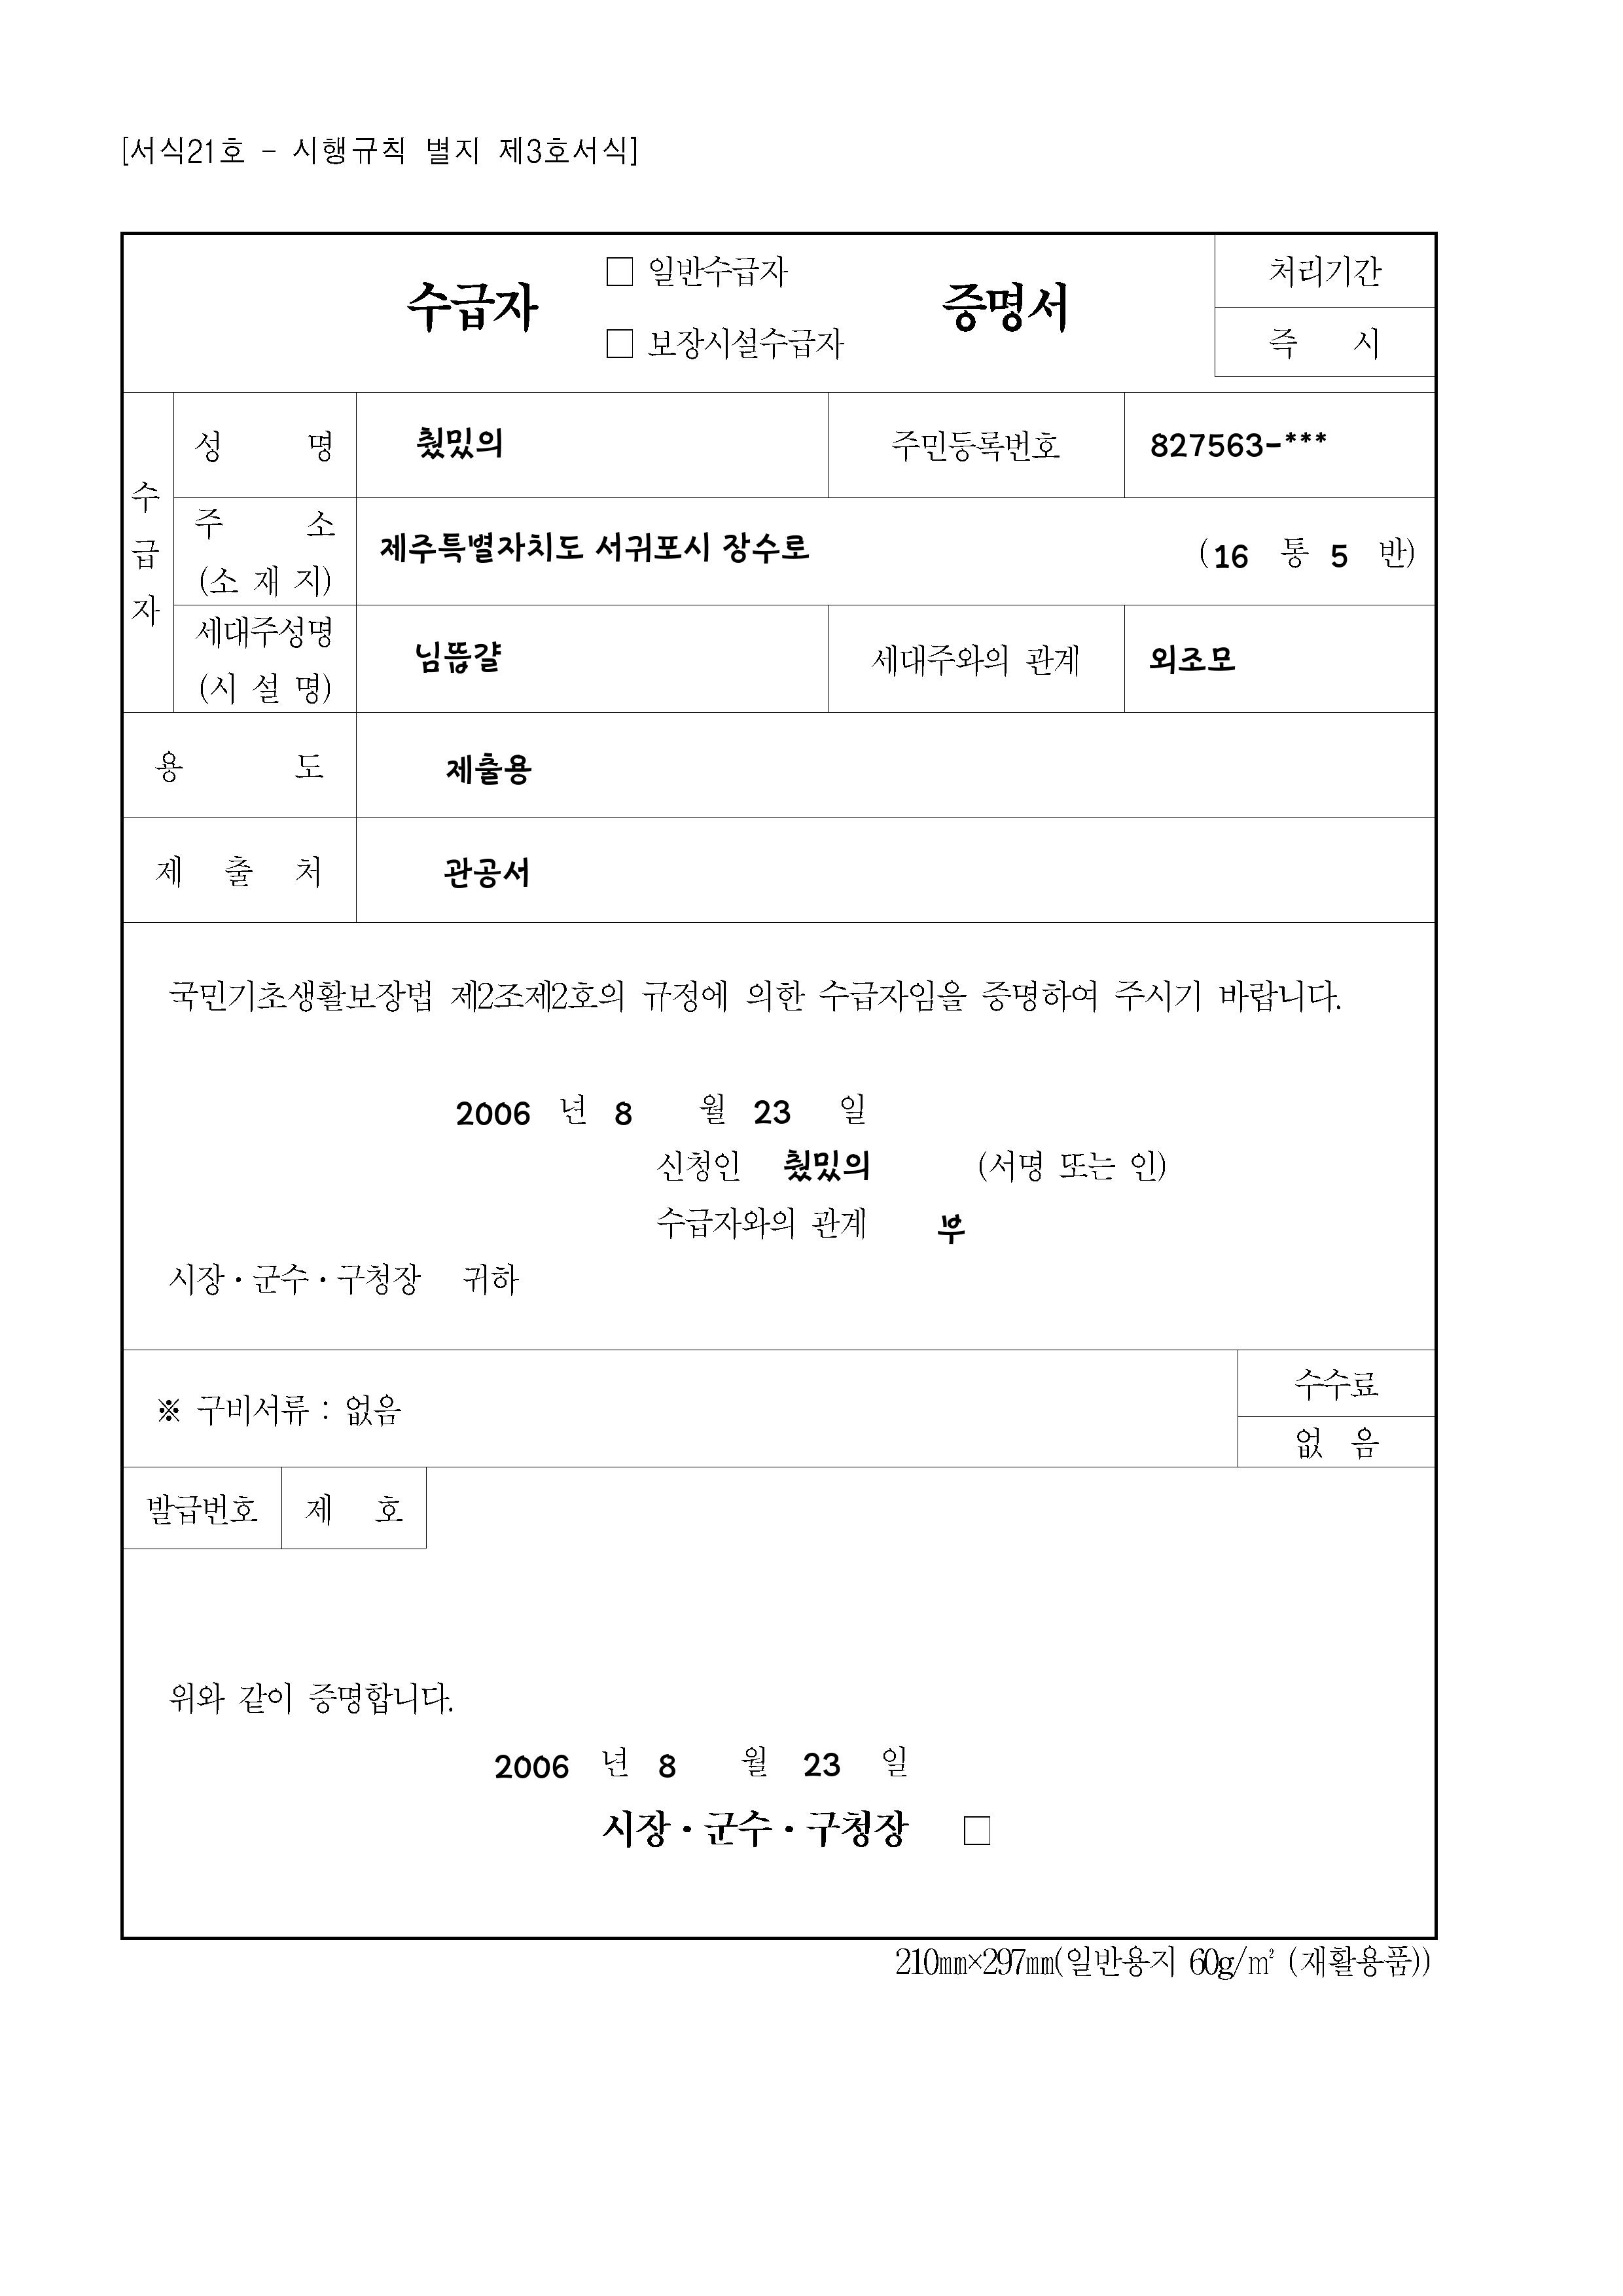 [서식21호 - 시행규칙 별지 제3호서식]
수급자 □ 일반수급자 □ 보장시설수급자 증명서
처리기간
즉 시
수급자
성 명 췄밌의 주민등록번호 827563-***
주 소 (소 재 지) 제주특별자치도 서귀포시 장수로 (16 통 5 반)
세대주성명 (시 설 명) 님뜹걀 세대주와의 관계 외조모
용 도 제출용
제 출 처 관공서
국민기초생활보장법 제2조제2호의 규정에 의한 수급자임을 증명하여 주시기 바랍니다.
2006 년 8 월 23 일
신청인 췄밌의 (서명 또는 인)
수급자와의 관계 부
시장·군수·구청장 귀하
※ 구비서류 : 없음
수수료
없 음
발급번호 제 호
위와 같이 증명합니다.
2006 년 8 월 23 일
시장·군수·구청장 □
210㎜×297㎜(일반용지 60g/㎡ (재활용품))